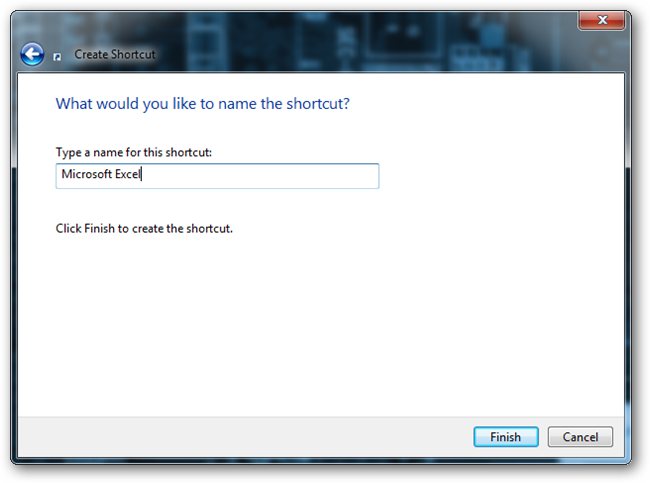 Create Shortcut
What would you like to name the shortcut?
Type a name for this shortcut:
Microsoft Excel
Click Finish to create the shortcut.
Finish Cancel